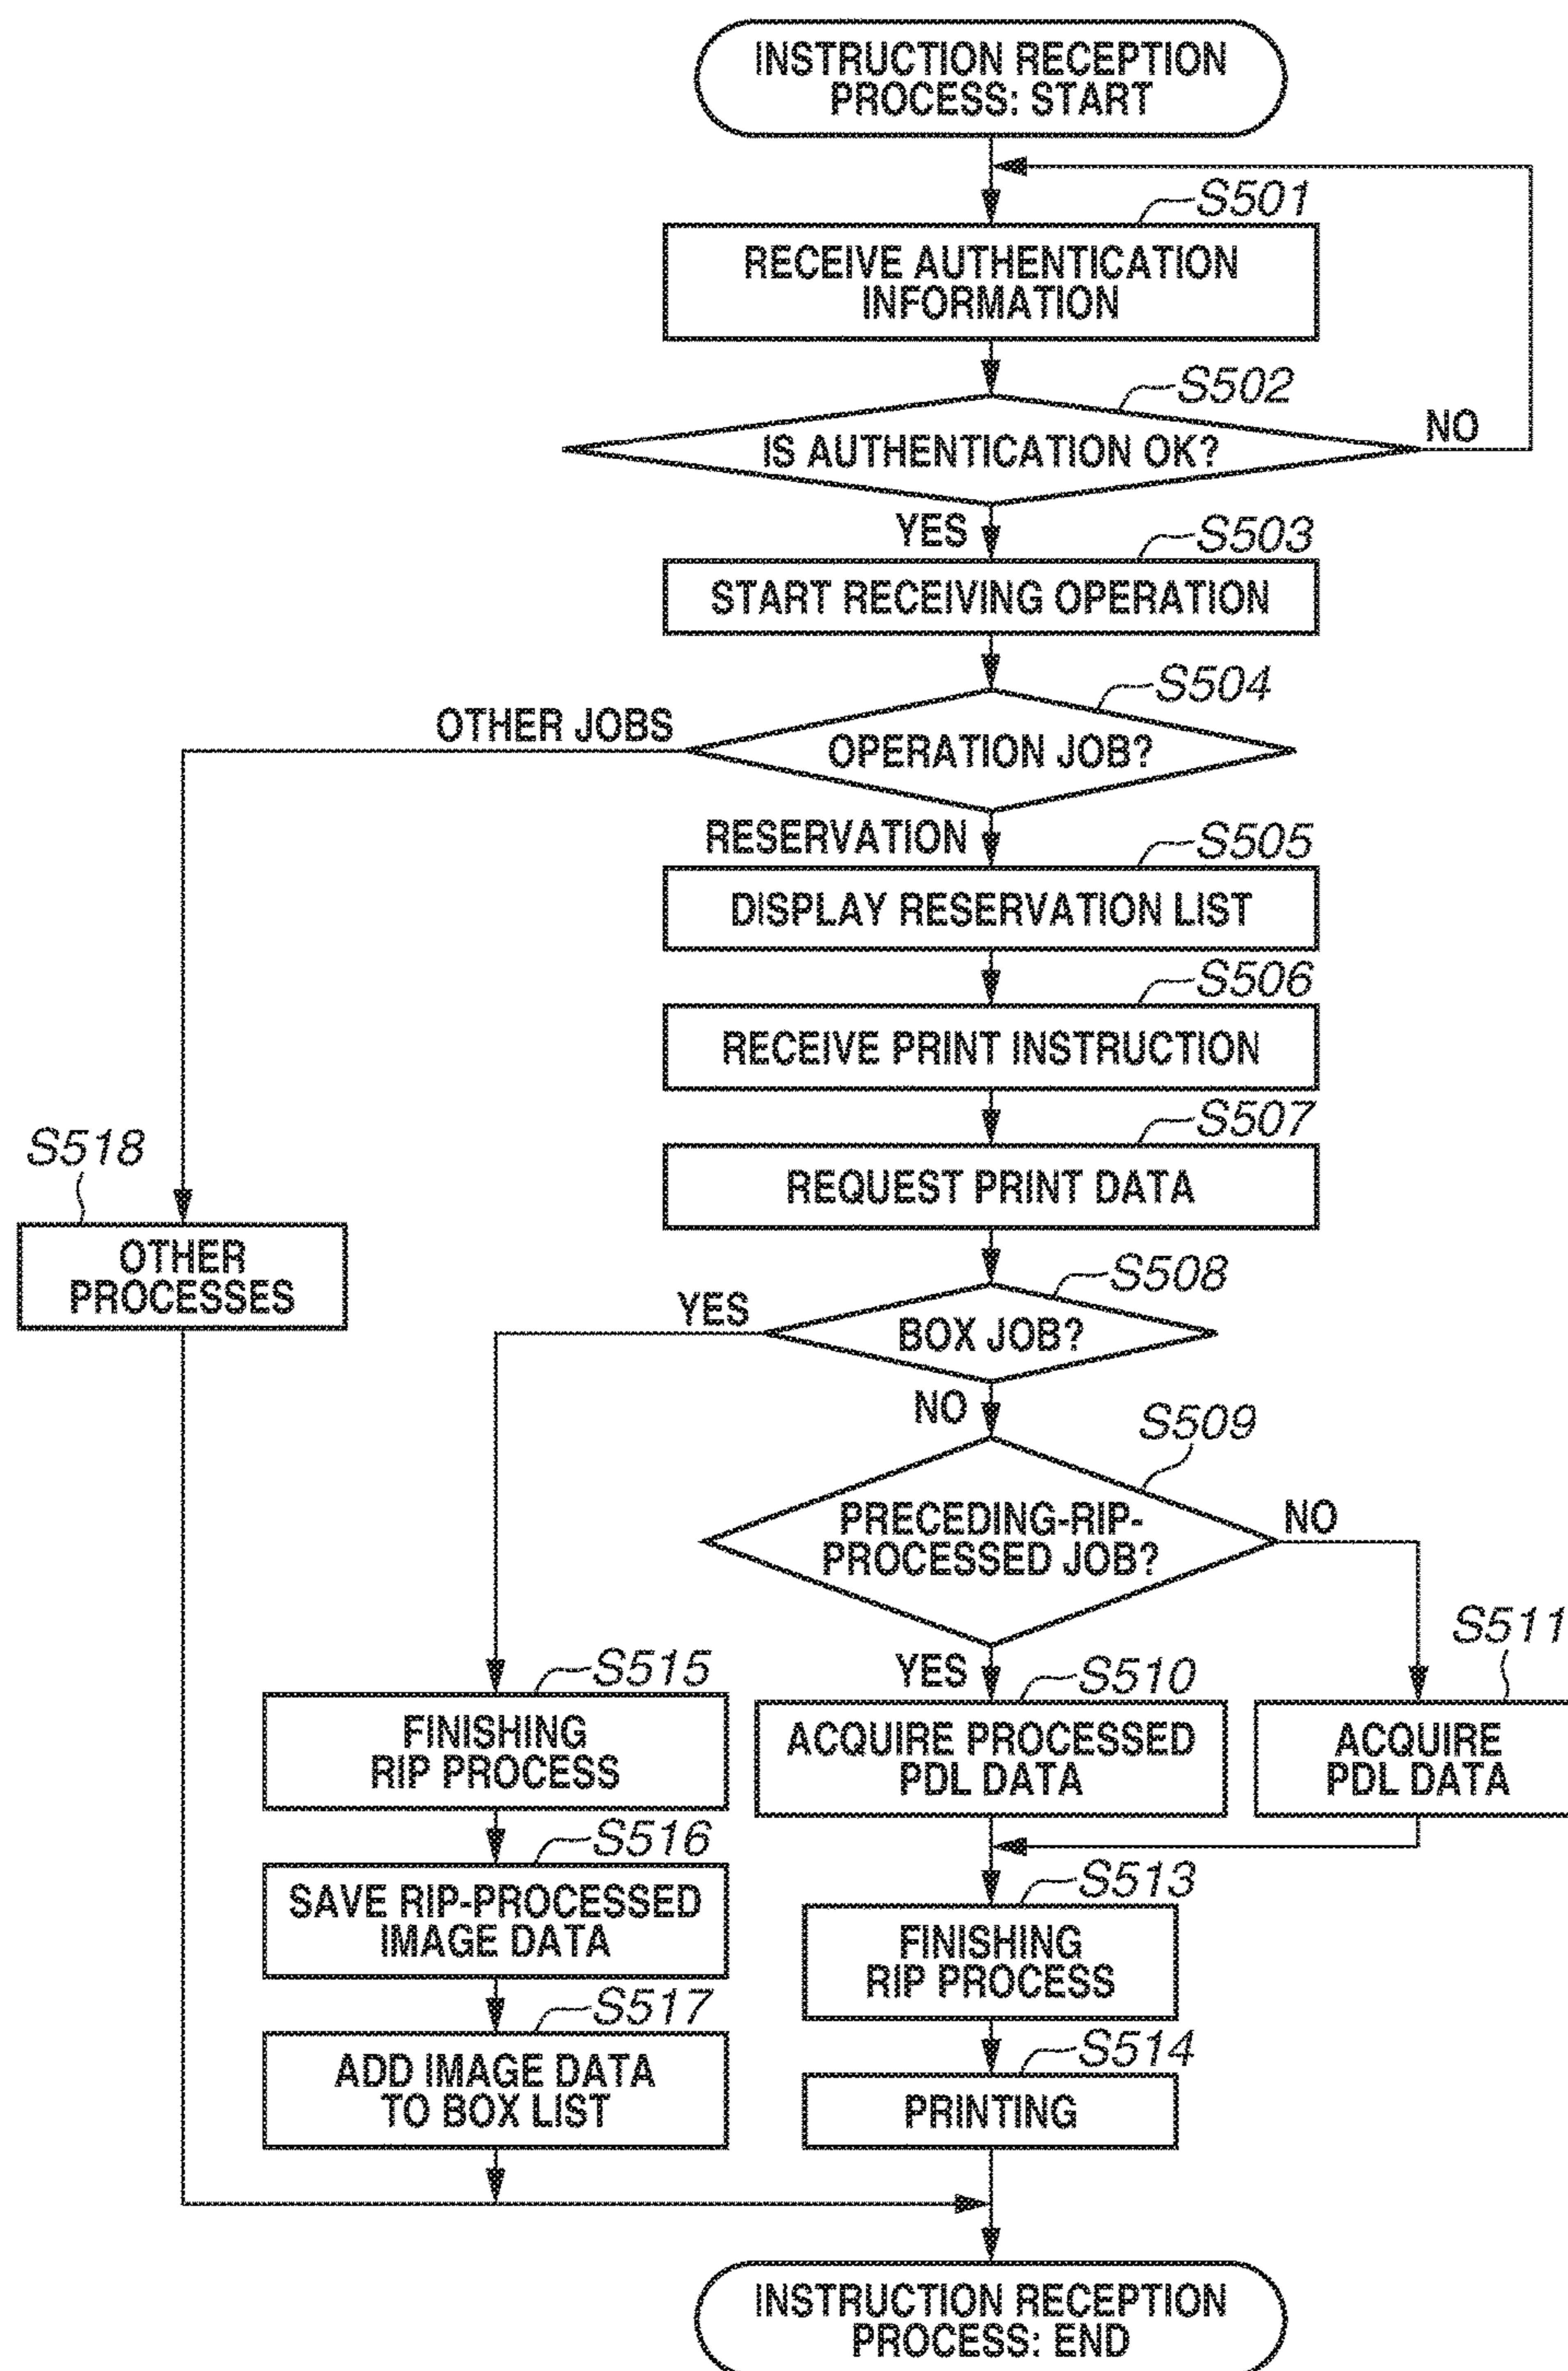 INSTRUCTION RECEPTION
PROCESS: START
S501
RECEIVE AUTHENTICATION
INFORMATION
S502
IS AUTHENTICATION OK?
NO
YES
S503
START RECEIVING OPERATION
S504
OTHER JOBS
OPERATION JOB?
RESERVATION
S505
DISPLAY RESERVATION LIST
S506
RECEIVE PRINT INSTRUCTION
S507
REQUEST PRINT DATA
S518
OTHER
PROCESSES
S508
YES
BOX JOB?
NO
S509
PRECEDING-RIP-
PROCESSED JOB?
NO
YES
S510
ACQUIRE PROCESSED
PDL DATA
S511
ACQUIRE
PDL DATA
S515
FINISHING
RIP PROCESS
S516
SAVE RIP-PROCESSED
IMAGE DATA
S517
ADD IMAGE DATA
TO BOX LIST
S513
FINISHING
RIP PROCESS
S514
PRINTING
INSTRUCTION RECEPTION
PROCESS: END